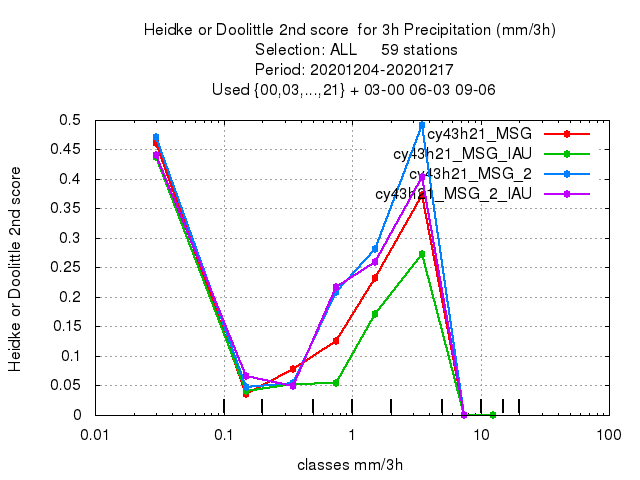 Heidke or Doolittle 2nd score  for 3h Precipitation (mm/3h)
Selection: ALL     59 stations
Period: 20201204-20201217
Used {00,03,...,21} + 03-00 06-03 09-06
Heidke or Doolittle 2nd score
0.5
0.45
0.4
0.35
0.3
0.25
0.2
0.15
0.1
0.05
0
cy43h21_MSG
cy43h21_MSG_IAU
cy43h21_MSG_2
cy43h21_MSG_2_IAU
0.01 0.1 1 10 100
classes mm/3h